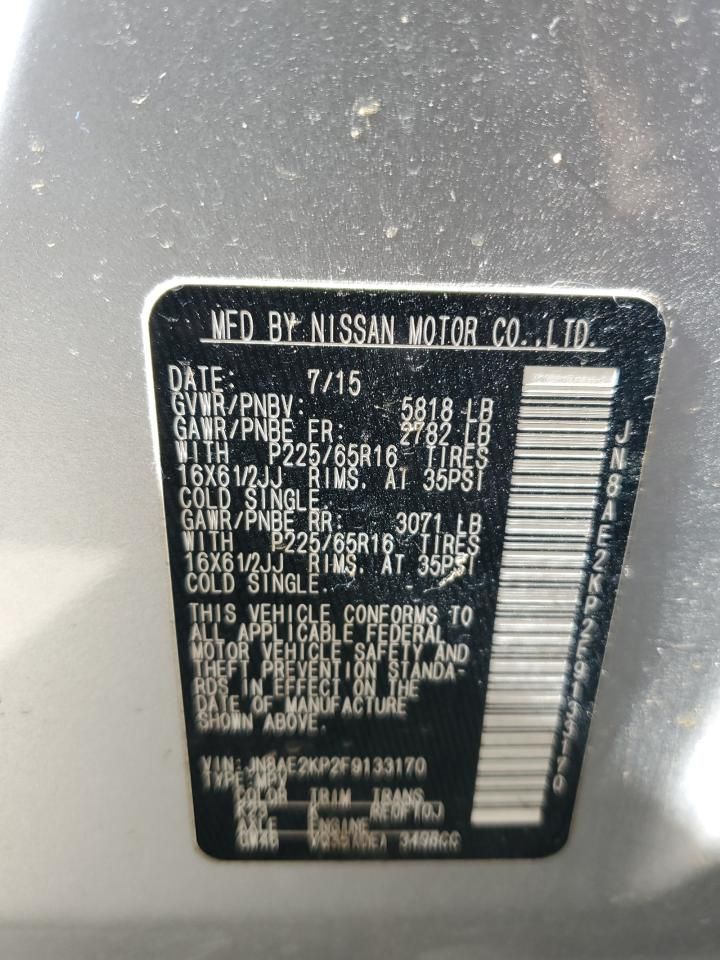 MFD BY NISSAN MOTOR CO.,LTD.
DATE: 7/15
GVWR/PNBV: 5818 LB
GAWR/PNBE FR: 2782 LB
WITH P225/65R16 TIRES
16X61/2JJ RIMS. AT 35PSI
COLD SINGLE.
GAWR/PNBE RR: 3071 LB
WITH P225/65R16 TIRES
16X61/2JJ RIMS. AT 35PSI
COLD SINGLE.
THIS VEHICLE CONFORMS TO
ALL APPLICABLE FEDERAL
MOTOR VEHICLE SAFETY AND
THEFT PREVENTION STANDA-
RDS IN EFFECT ON THE
DATE OF MANUFACTURE
SHOWN ABOVE.
VIN:JN8AE2KP2F9133170
TYPE:MPV
COLOR TRIM TRANS
K23 RE0F10J
AXLE ENGINE
3498CC
JN8AE2KP2F9133170